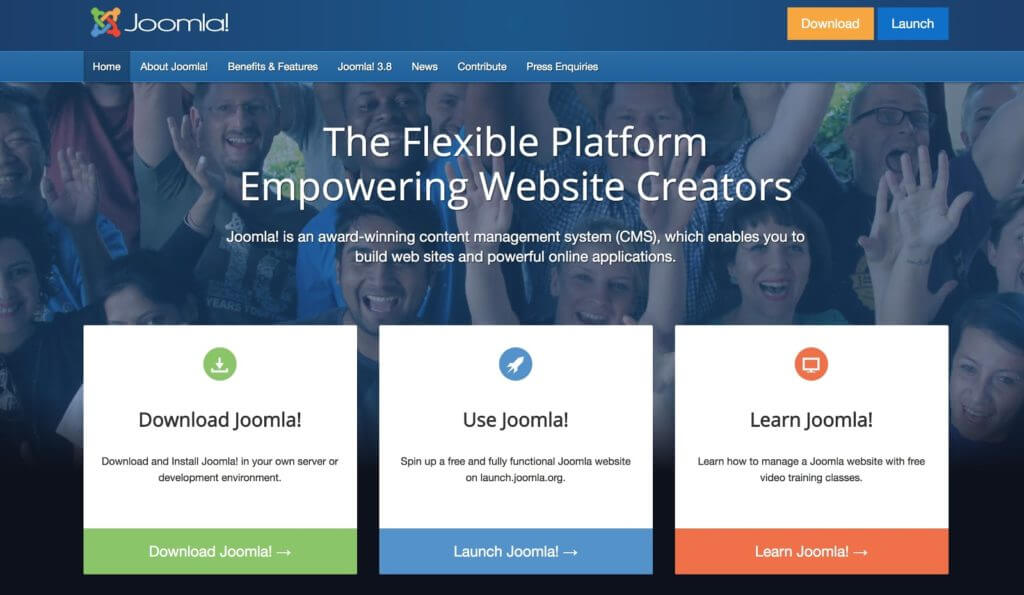 Joomla!
Download
Launch
Home
About Joomla!
Benefits & Features
Joomla! 3.8
News
Contribute
Press Enquiries
The Flexible Platform
Empowering Website Creators
Joomla! is an award-winning content management system (CMS), which enables you to
build web sites and powerful online applications.
YEARS TOGETHER
Download Joomla!
Download and Install Joomla! in your own server or
development environment.
Download Joomla! →
Use Joomla!
Spin up a free and fully functional Joomla website
on launch.joomla.org.
Launch Joomla! →
Learn Joomla!
Learn how to manage a Joomla website with free
video training classes.
Learn Joomla! →